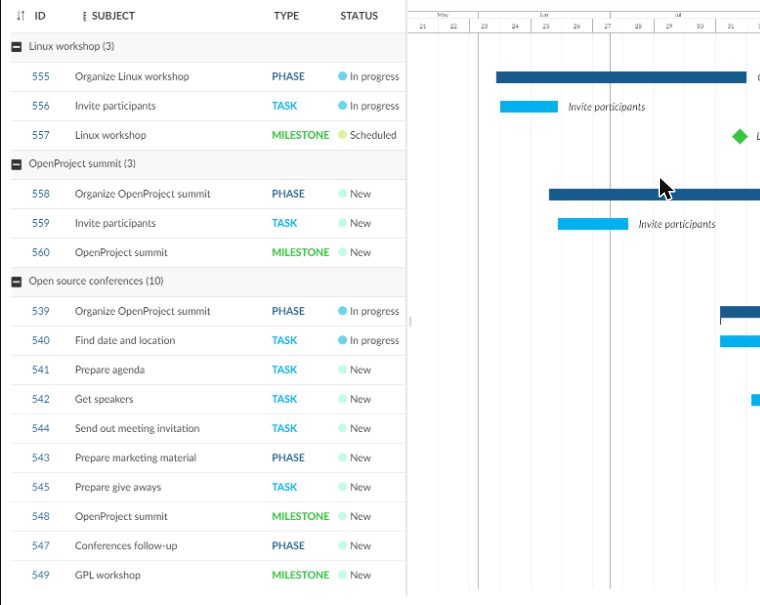 ID SUBJECT TYPE STATUS
Jun Jul
21 22 23 24 25 26 27 28 29 30 31
Linux workshop (3)
555 Organize Linux workshop PHASE In progress
556 Invite participants TASK In progress Invite participants
557 Linux workshop MILESTONE Scheduled
OpenProject summit (3)
558 Organize OpenProject summit PHASE New
559 Invite participants TASK New Invite participants
560 OpenProject summit MILESTONE New
Open source conferences (10)
539 Organize OpenProject summit PHASE In progress
540 Find date and location TASK In progress
541 Prepare agenda TASK New
542 Get speakers TASK New
544 Send out meeting invitation TASK New
543 Prepare marketing material PHASE New
545 Prepare give aways TASK New
548 OpenProject summit MILESTONE New
547 Conferences follow-up PHASE New
549 GPL workshop MILESTONE New